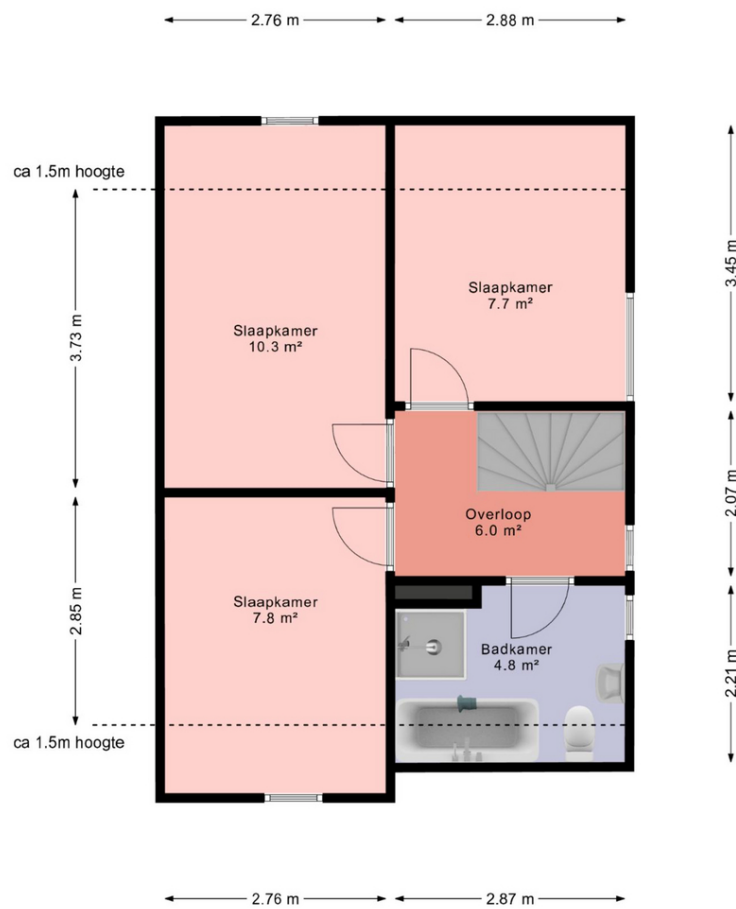 2.76 m
2.88 m
ca 1.5m hoogte
3.45 m
Slaapkamer
7.7 m²
3.73 m
Slaapkamer
10.3 m²
2.07 m
Overloop
6.0 m²
2.85 m
Slaapkamer
7.8 m²
Badkamer
4.8 m²
2.21 m
ca 1.5m hoogte
2.76 m
2.87 m